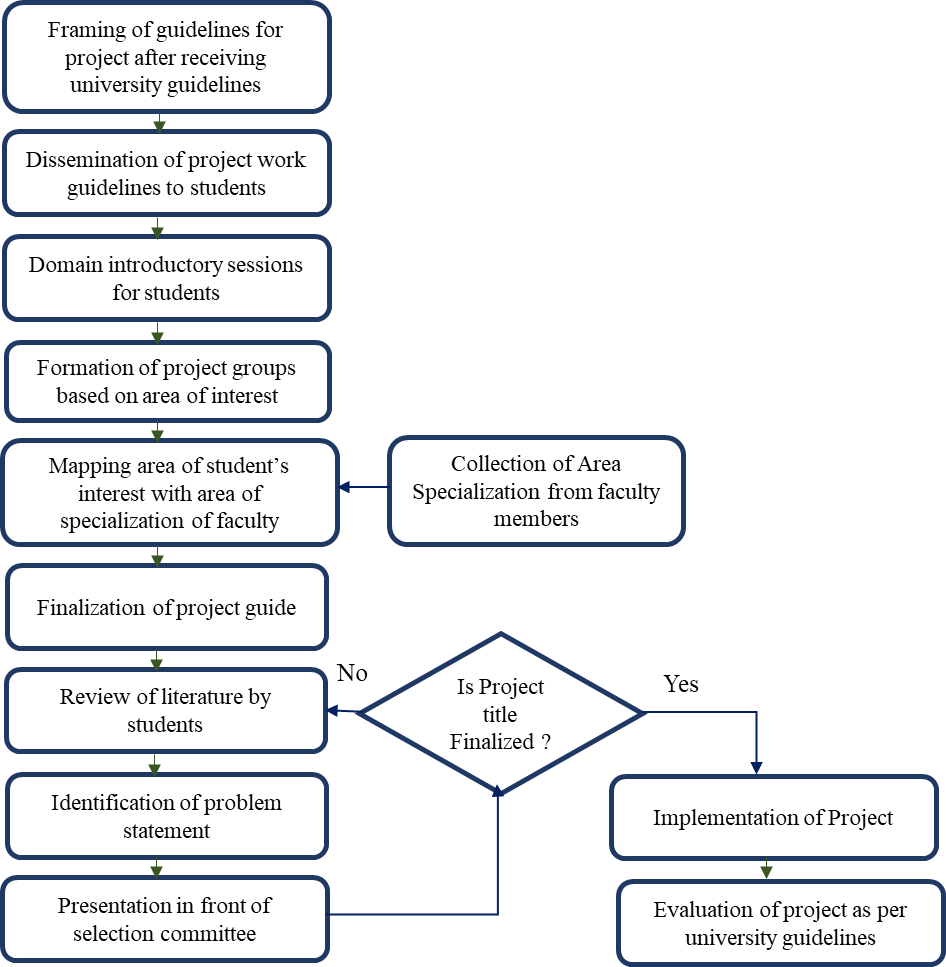 Framing of guidelines for
project after receiving
university guidelines
Dissemination of project work
guidelines to students
Domain introductory sessions
for students
Formation of project groups
based on area of interest
Mapping area of student’s
interest with area of
specialization of faculty
Collection of Area
Specialization from faculty
members
Finalization of project guide
Review of literature by
students
No
Is Project
title
Finalized ?
Yes
Identification of problem
statement
Presentation in front of
selection committee
Implementation of Project
Evaluation of project as per
university guidelines